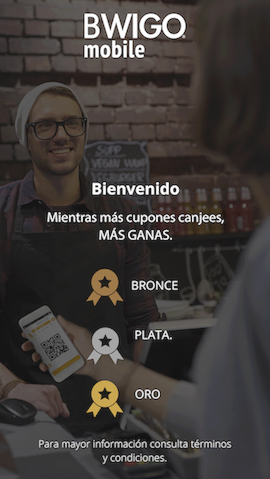 BWIGO
mobile
Bienvenido
Mientras más cupones canjees,
MÁS GANAS.
BRONCE
PLATA.
ORO
Para mayor información consulta términos
y condiciones.